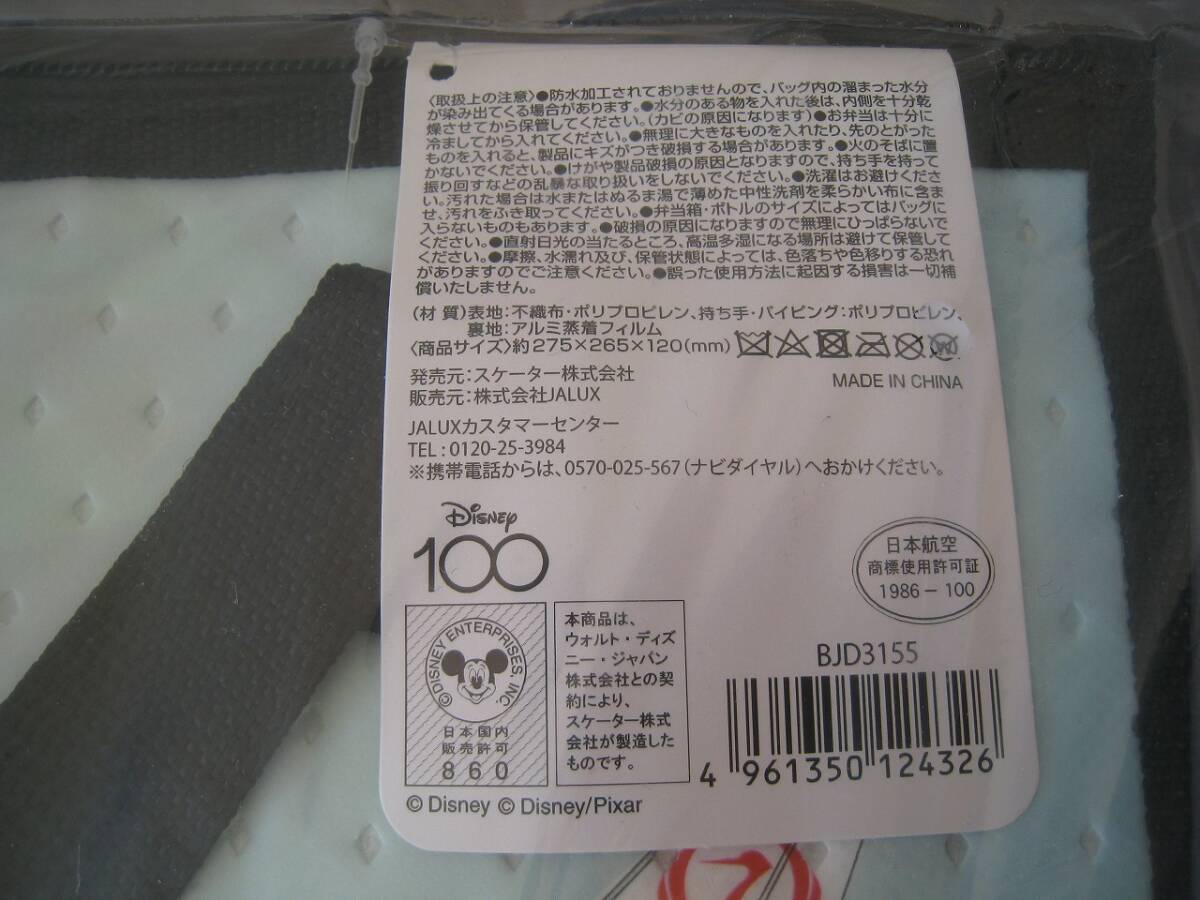 〈取扱上の注意〉●防水加工されておりませんので、バッグ内の溜まった水分
が染み出てくる場合があります。●水分のある物を入れた後は、内側を十分乾
燥させてから保管してください。(カビの原因になります)●お弁当は十分に
冷ましてから入れてください。●無理に大きなものを入れたり、先のとがった
ものを入れると、製品にキズがつき破損する場合があります。●火のそばに置
かないでください。●けがや製品破損の原因となりますので、持ち手を持って
振り回すなどの乱暴な取り扱いをしないでください。●洗濯はお避けくださ
い。汚れた場合は水またはぬるま湯で薄めた中性洗剤を柔らかい布に含ま
せ、汚れをふき取ってください。●弁当箱・ボトルのサイズによってはバッグに
入らないものもあります。●破損の原因になりますので無理にひっぱらないで
ください。●直射日光の当たるところ、高温多湿になる場所は避けて保管して
ください。●摩擦、水濡れ及び、保管状態によっては、色落ちや色移りする恐れ
がありますのでご注意ください。●誤った使用方法に起因する損害は一切補
償いたしません。
〈材 質〉表地:不織布・ポリプロピレン、持ち手・パイピング:ポリプロピレン、
裏地:アルミ蒸着フィルム
〈商品サイズ〉約275×265×120(mm)
発売元:スケーター株式会社
MADE IN CHINA
販売元:株式会社JALUX
JALUXカスタマーセンター
TEL:0120-25-3984
※携帯電話からは、0570-025-567(ナビダイヤル)へおかけください。
Disney
100
日本航空
商標使用許可証
1986-100
©DISNEY ENTERPRISES, INC.
日本国内
販売許可
860
本商品は、
ウォルト・ディズ
ニー・ジャパン
株式会社との契
約により、
スケーター株式
会社が製造した
ものです。
BJD3155
4 961350 124326
© Disney © Disney/Pixar